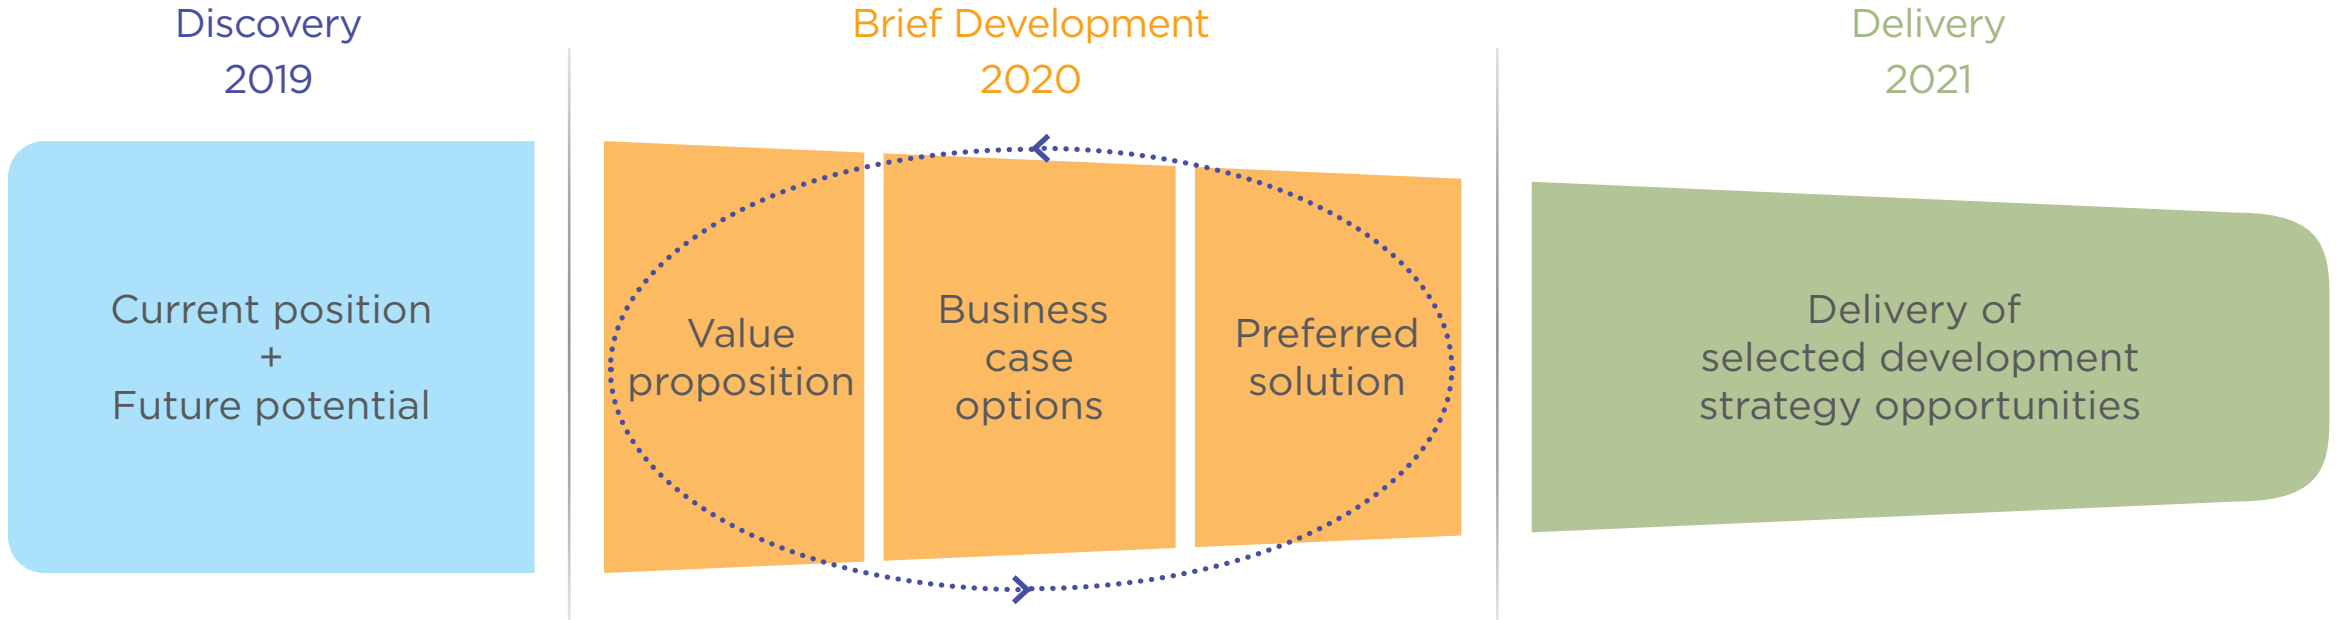 Discovery
2019
Brief Development
2020
Delivery
2021
Current position
+
Future potential
Value
proposition
Business
case
options
Preferred
solution
Delivery of
selected development
strategy opportunities